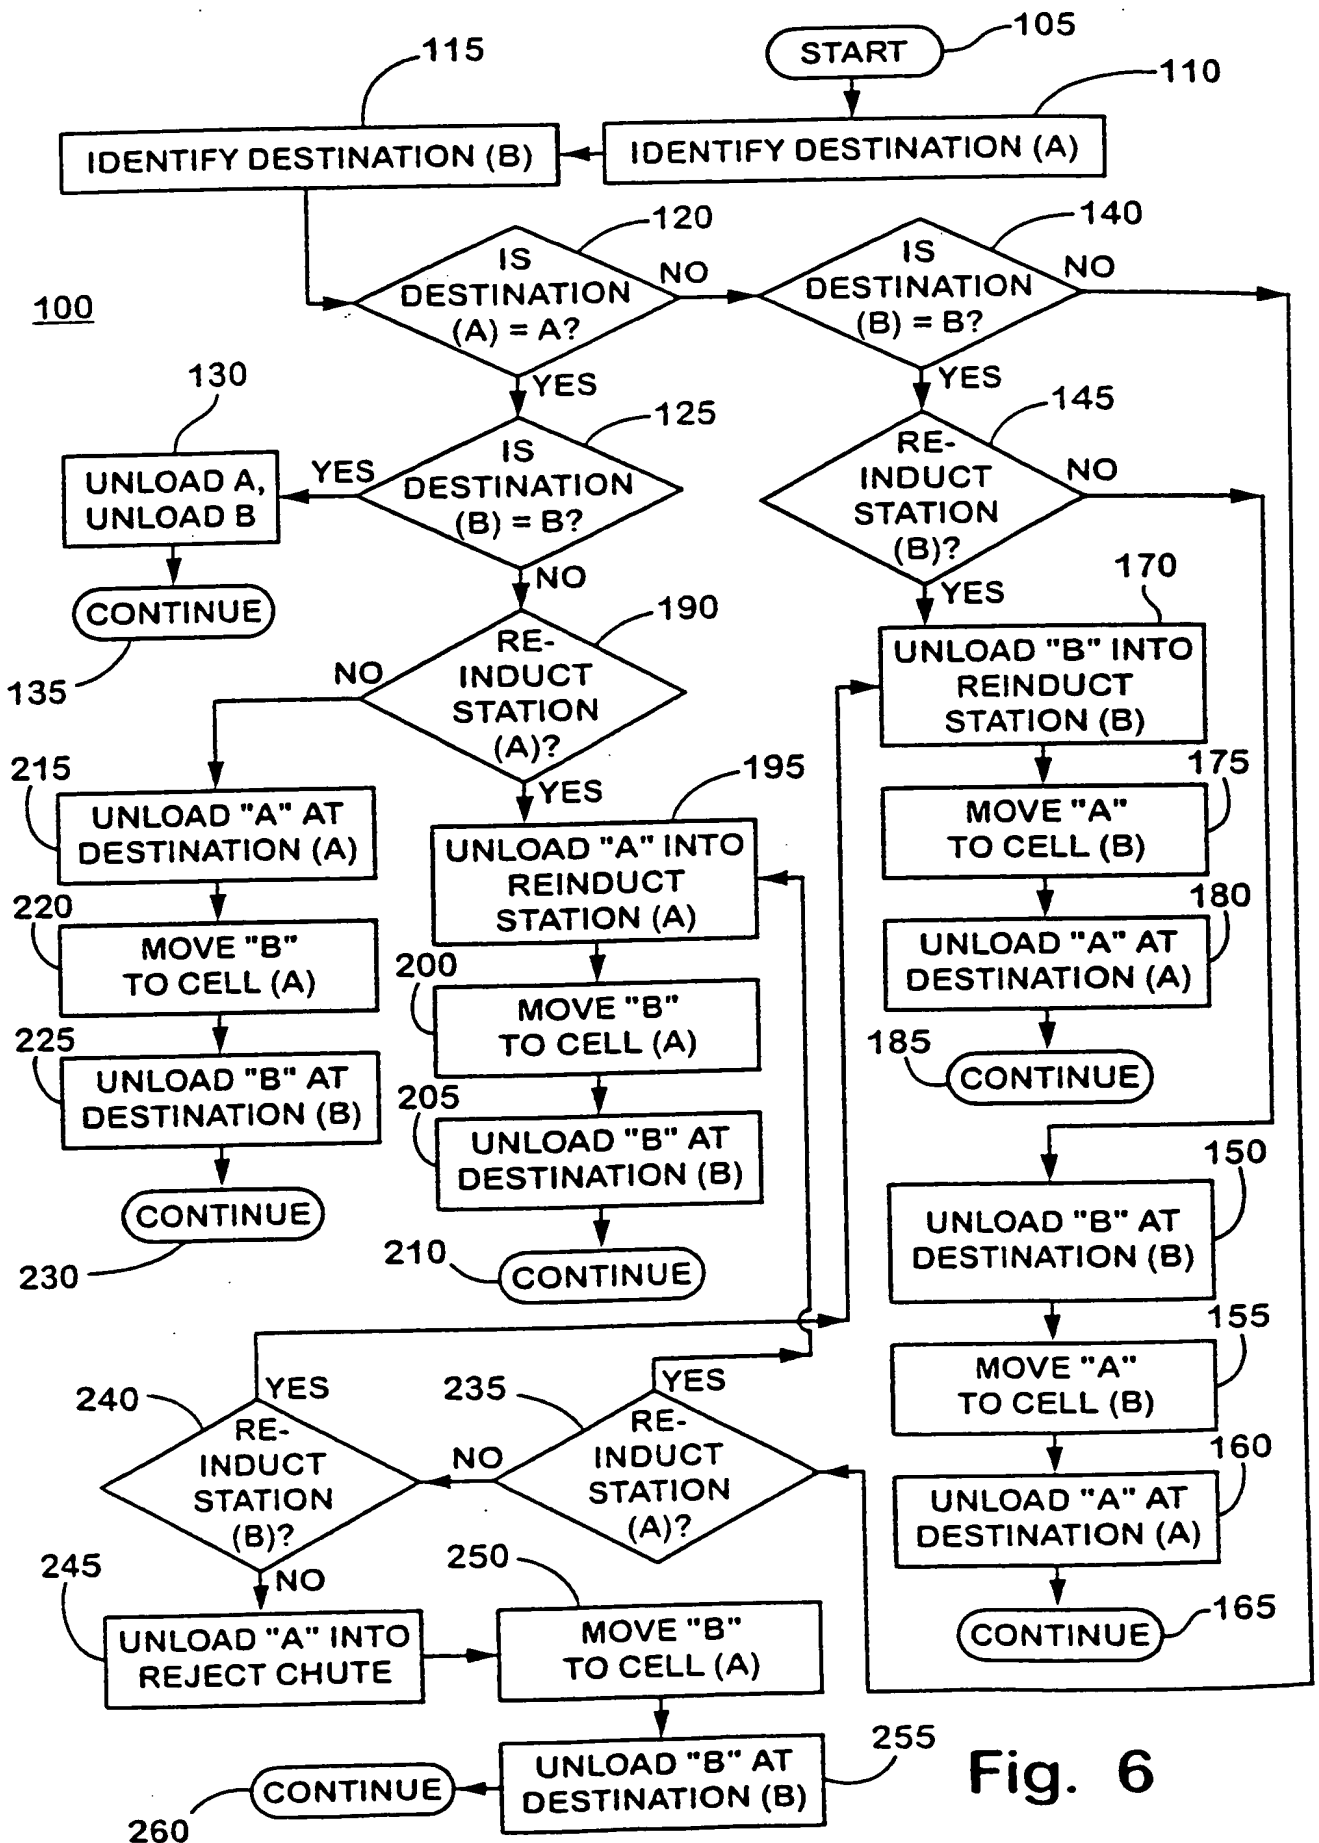 START
105
110
115
IDENTIFY DESTINATION (B)
IDENTIFY DESTINATION (A)
100
120
IS
DESTINATION
(A) = A?
NO
YES
140
IS
DESTINATION
(B) = B?
NO
YES
130
UNLOAD A,
UNLOAD B
YES
125
IS
DESTINATION
(B) = B?
NO
145
RE-
INDUCT
STATION
(B)?
NO
YES
CONTINUE
135
190
RE-
INDUCT
STATION
(A)?
NO
YES
170
UNLOAD "B" INTO
REINDUCT
STATION (B)
215
UNLOAD "A" AT
DESTINATION (A)
195
UNLOAD "A" INTO
REINDUCT
STATION (A)
175
MOVE "A"
TO CELL (B)
220
MOVE "B"
TO CELL (A)
200
MOVE "B"
TO CELL (A)
180
UNLOAD "A" AT
DESTINATION (A)
225
UNLOAD "B" AT
DESTINATION (B)
205
UNLOAD "B" AT
DESTINATION (B)
185
CONTINUE
CONTINUE
230
210
CONTINUE
150
UNLOAD "B" AT
DESTINATION (B)
155
MOVE "A"
TO CELL (B)
240
YES
RE-
INDUCT
STATION
(B)?
NO
235
YES
RE-
INDUCT
STATION
(A)?
NO
160
UNLOAD "A" AT
DESTINATION (A)
CONTINUE
165
245
UNLOAD "A" INTO
REJECT CHUTE
250
MOVE "B"
TO CELL (A)
255
UNLOAD "B" AT
DESTINATION (B)
CONTINUE
260
Fig. 6